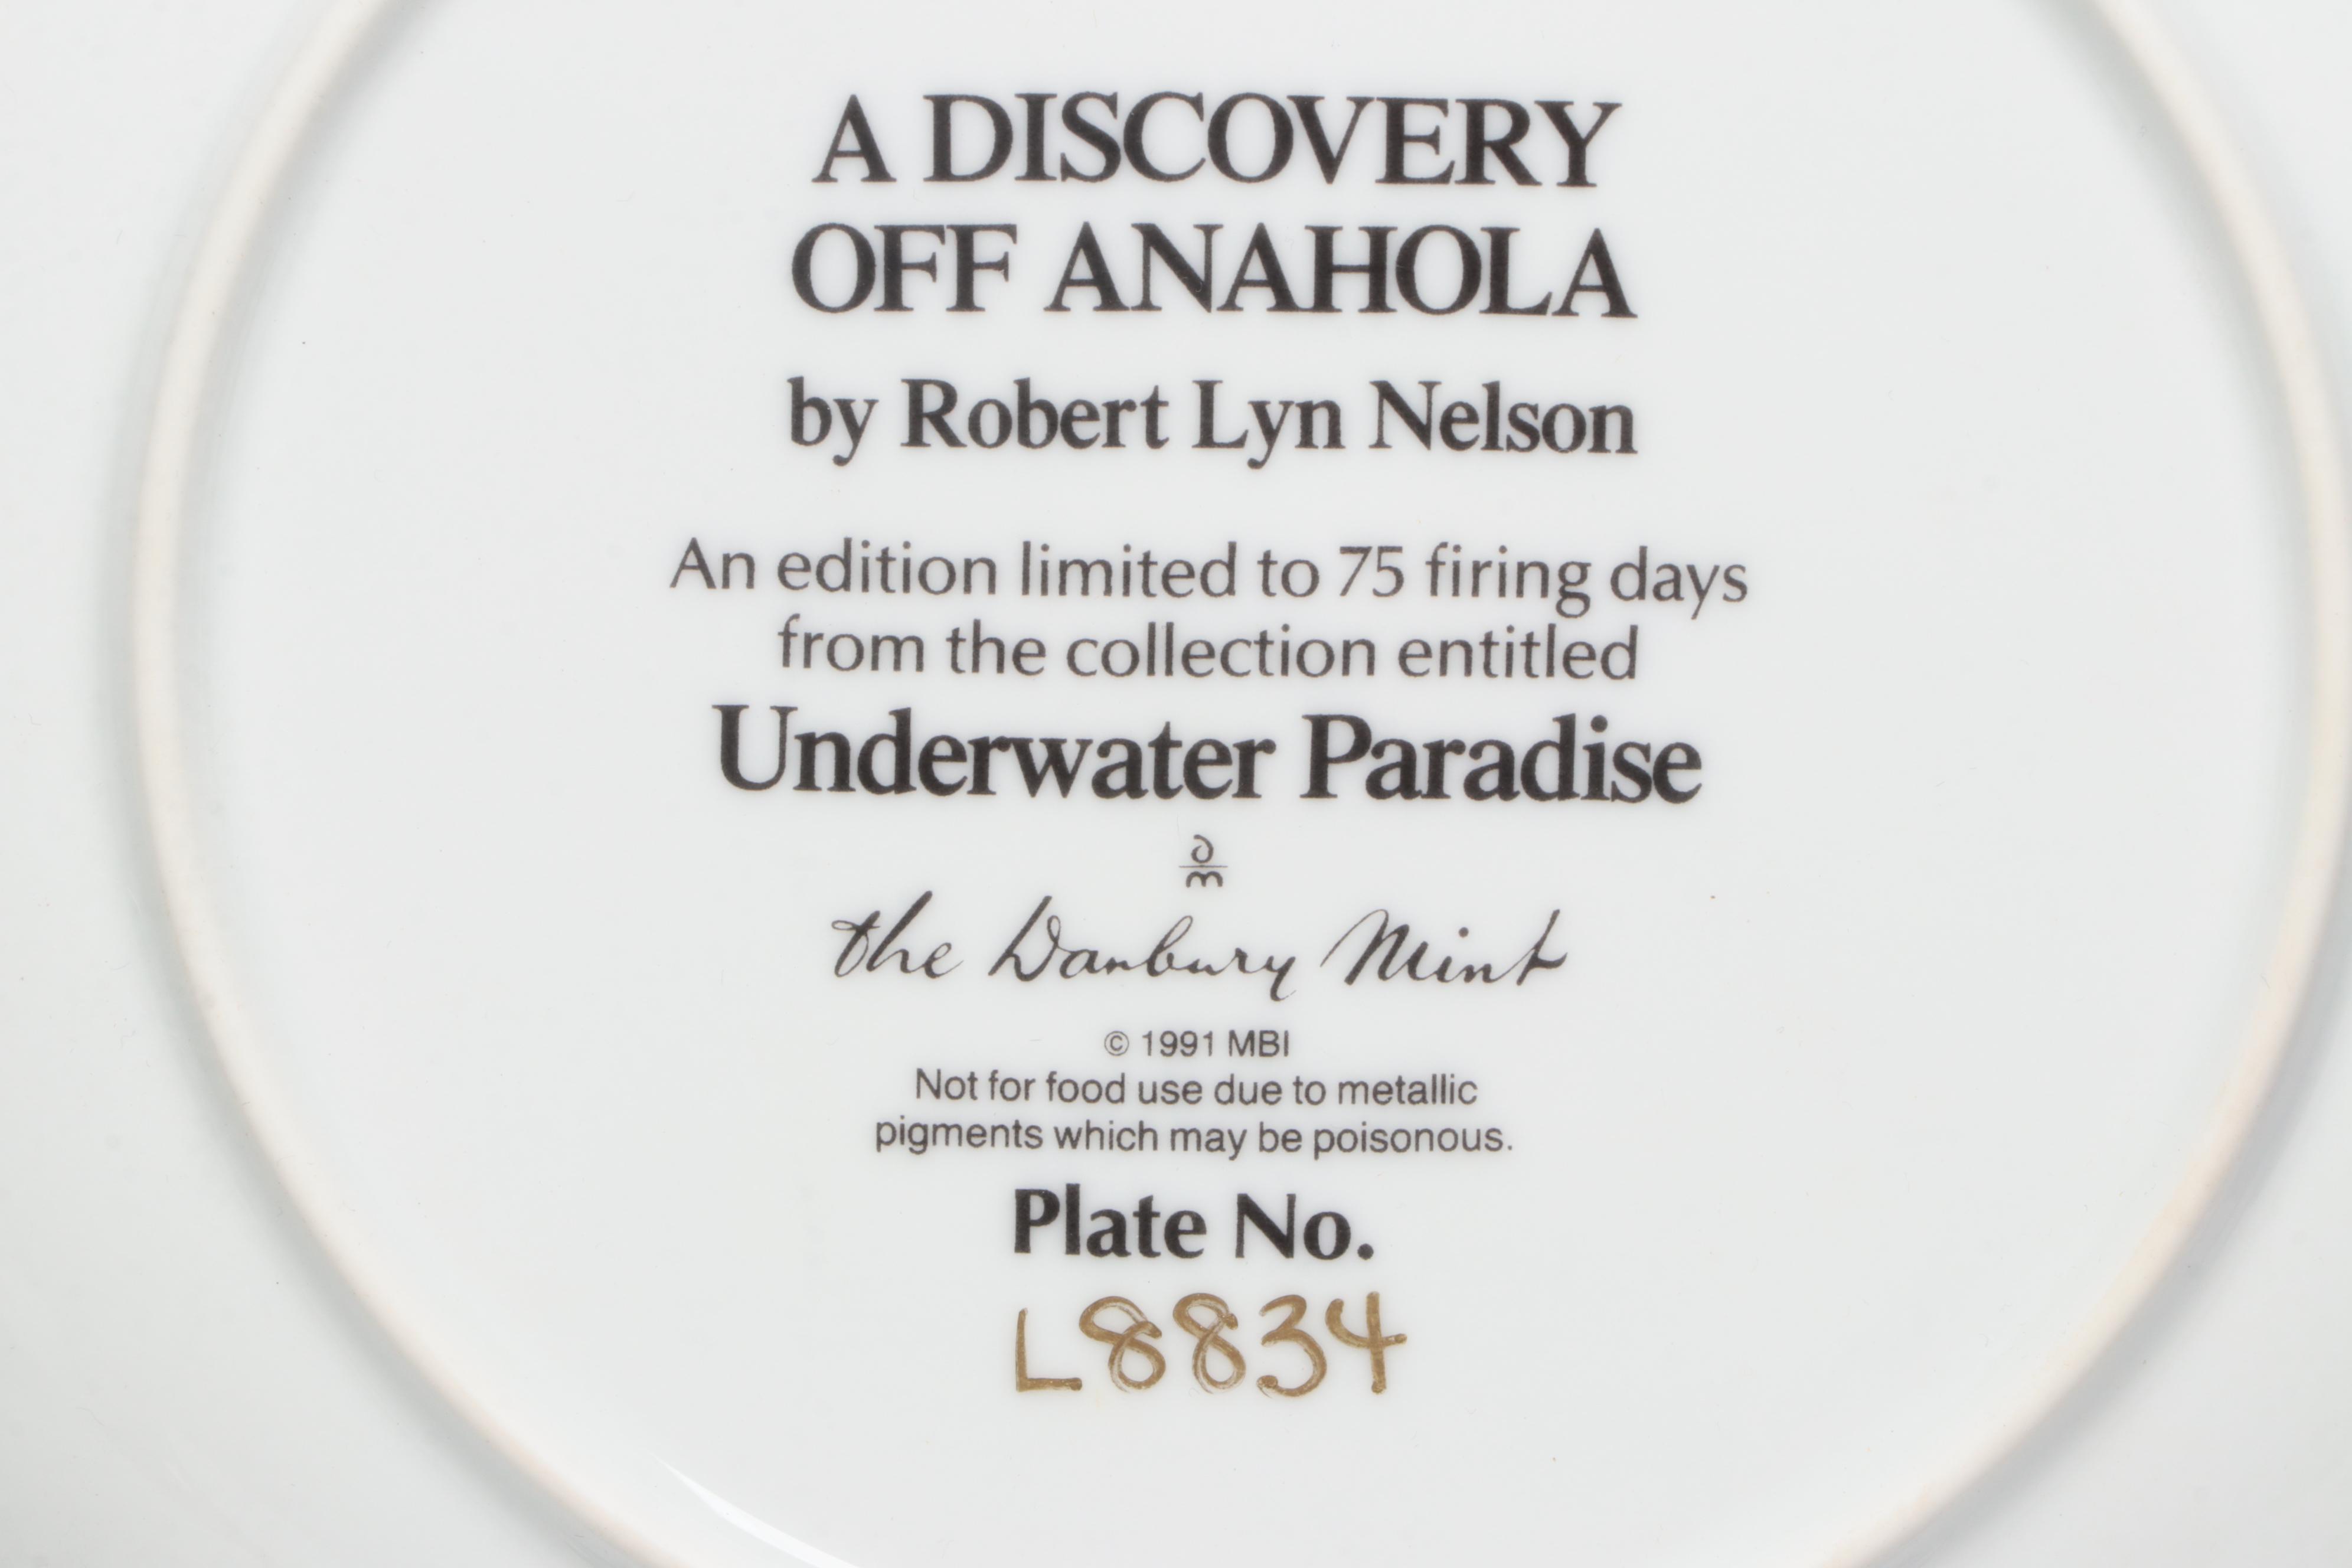 A DISCOVERY
OFF ANAHOLA
by Robert Lyn Nelson
An edition limited to 75 firing days
from the collection entitled
Underwater Paradise
the Danbury Mint
© 1991 MBI
Not for food use due to metallic
pigments which may be poisonous.
Plate No.
L8834